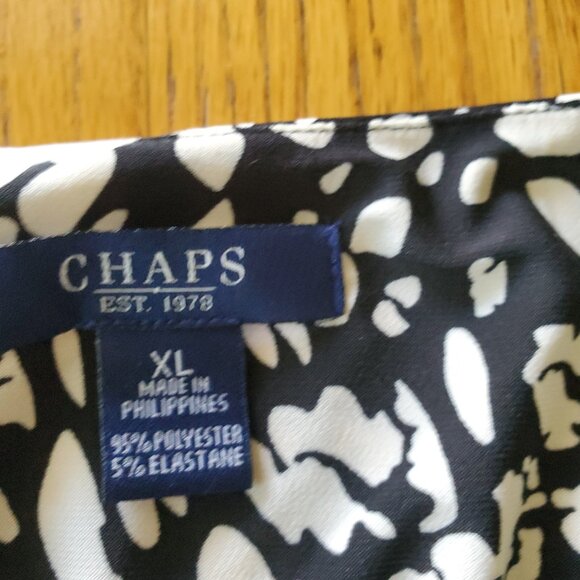 CHAPS
EST. 1978
XL
MADE IN
PHILIPPINES
95% POLYESTER
5% ELASTANE